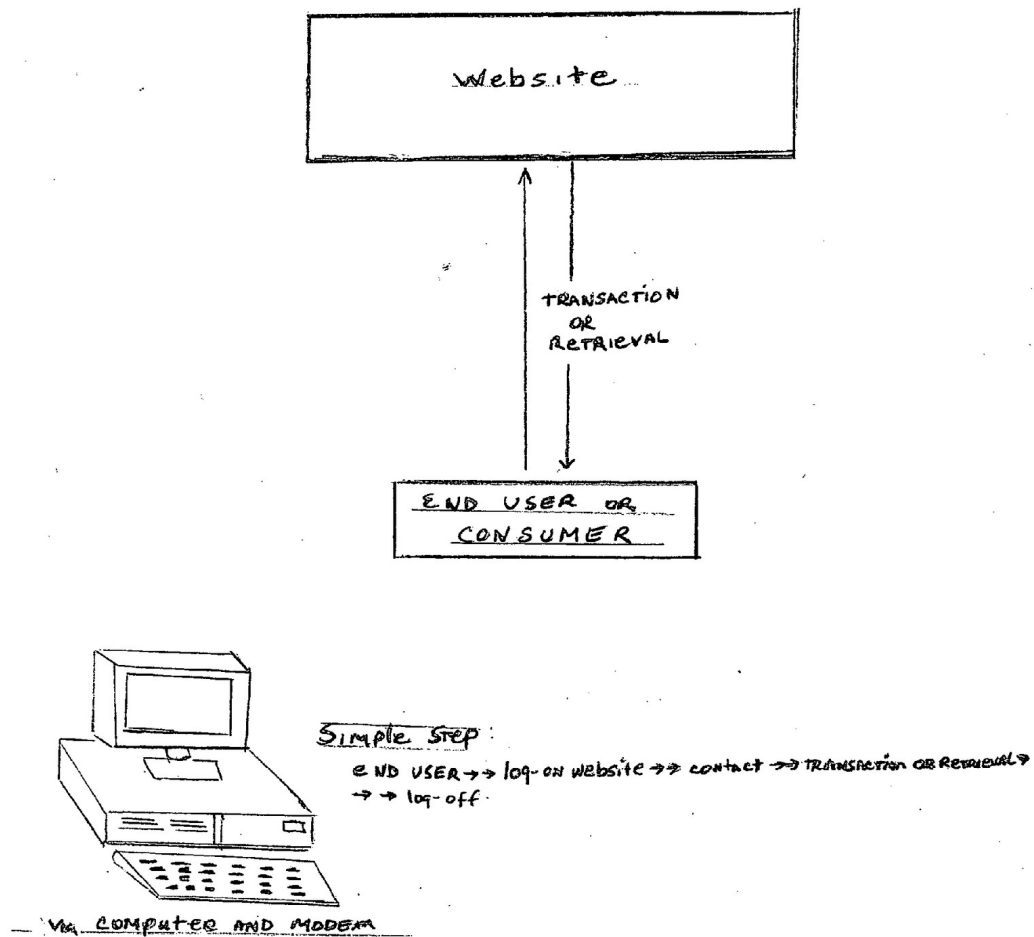 Website
TRANSACTION
OR
RETRIEVAL
END USER OR
CONSUMER
Simple STEP :
END USER →→ log-on website →→ contact →→ TRANSACTION OR RETRIEVAL →
→ → log-off.
Via COMPUTER AND MODEM